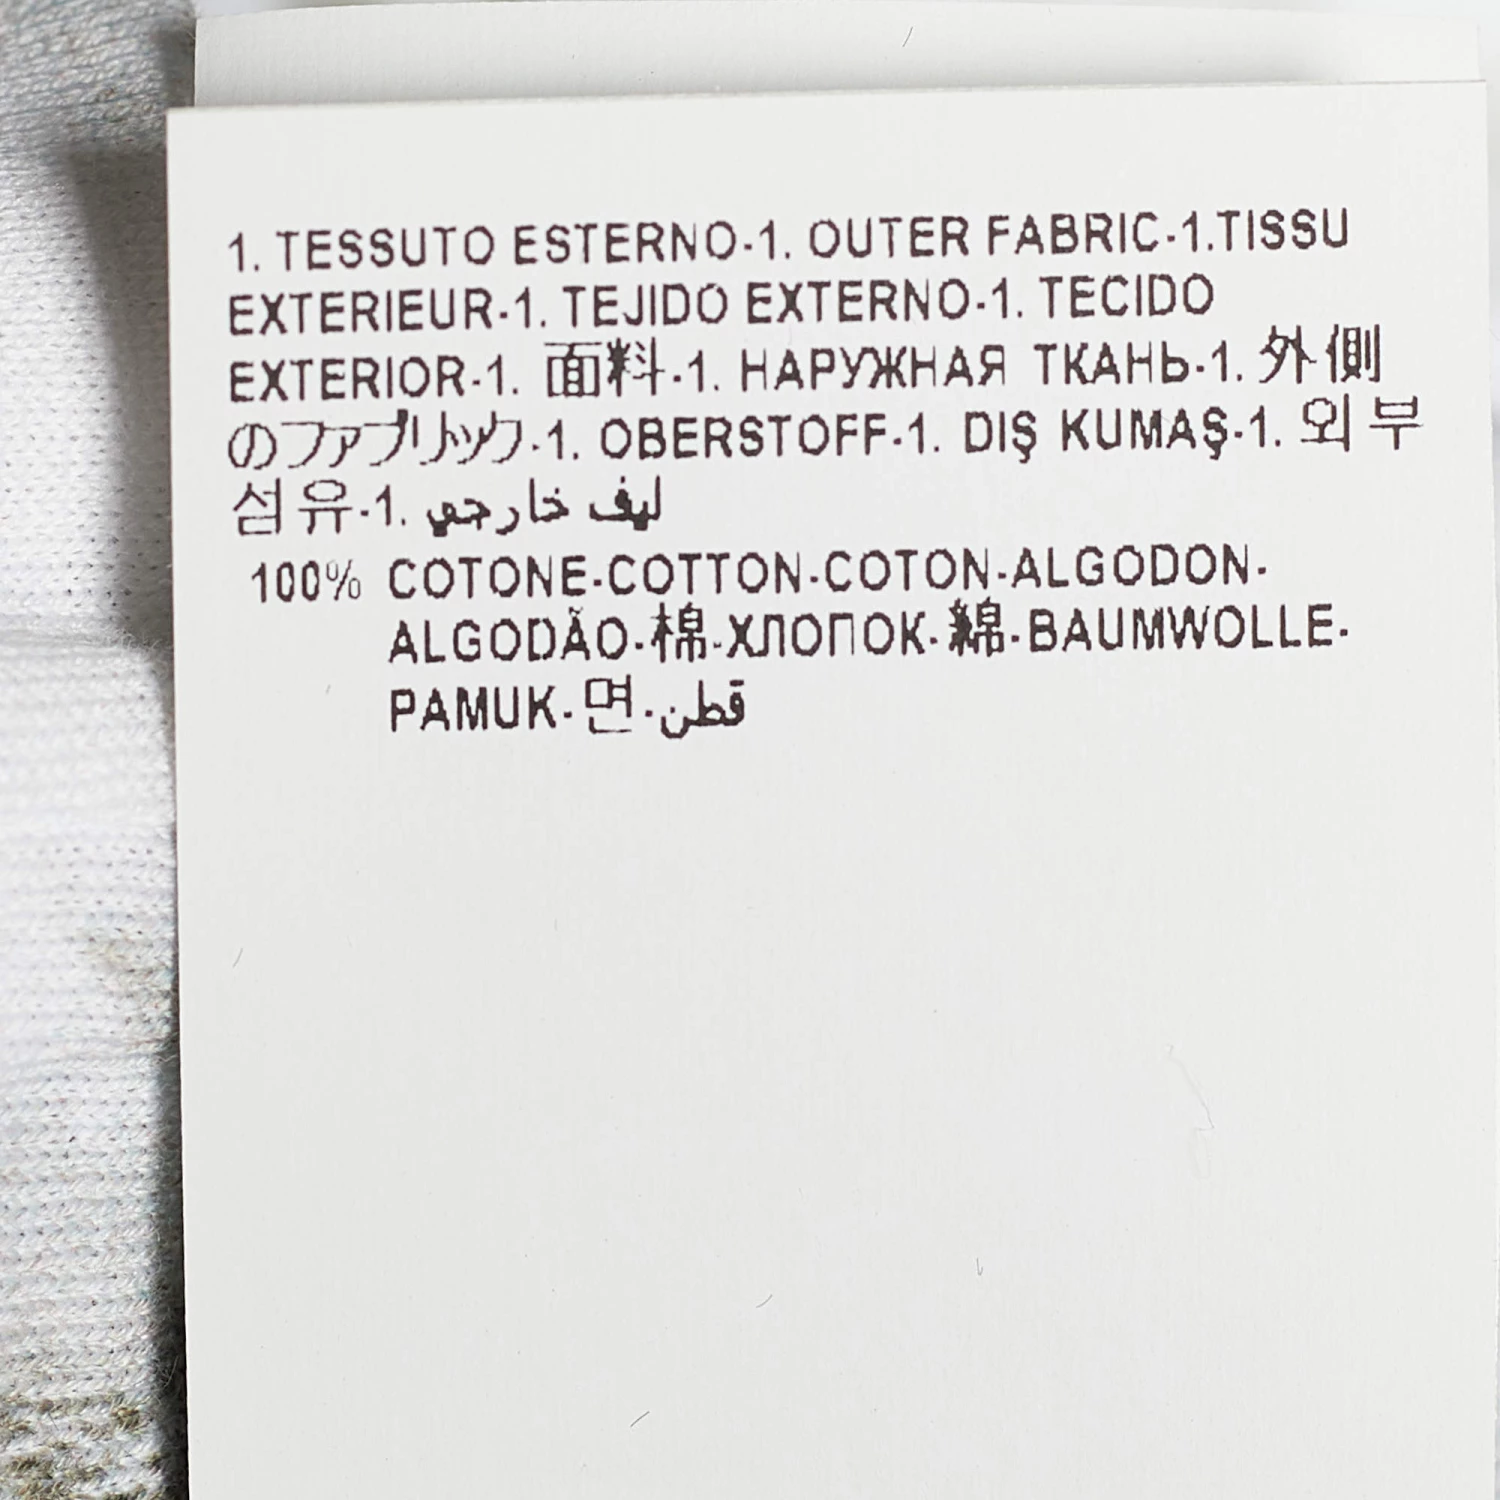 1. TESSUTO ESTERNO-1. OUTER FABRIC-1.TISSU
EXTERIEUR-1. TEJIDO EXTERNO-1. TECIDO
EXTERIOR-1. 面料-1. НАРУЖНАЯ ТКАНЬ-1. 外側
のファブリック-1. OBERSTOFF-1. DIŞ KUMAŞ-1. 외부
섬유-1. ليف خارجي
100% COTONE-COTTON-COTON-ALGODON-
ALGODÃO-棉-ХЛОПОК-綿-BAUMWOLLE-
PAMUK-면-قطن